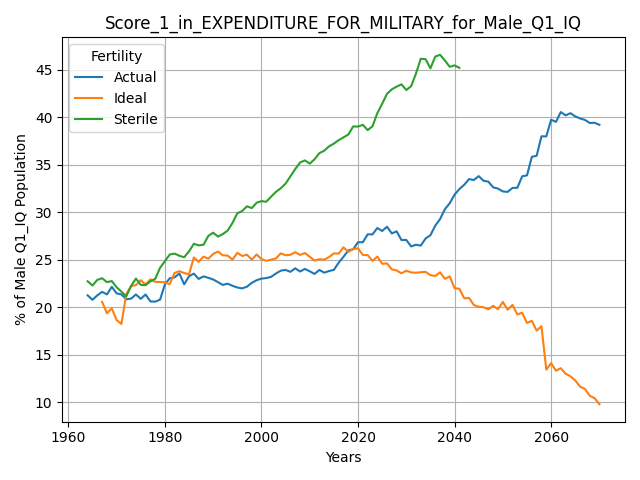 Score_1_in_EXPENDITURE_FOR_MILITARY_for_Male_Q1_IQ
Fertility
Actual
Ideal
Sterile
% of Male Q1_IQ Population
45
40
35
30
25
20
15
10
1960 1980 2000 2020 2040 2060
Years